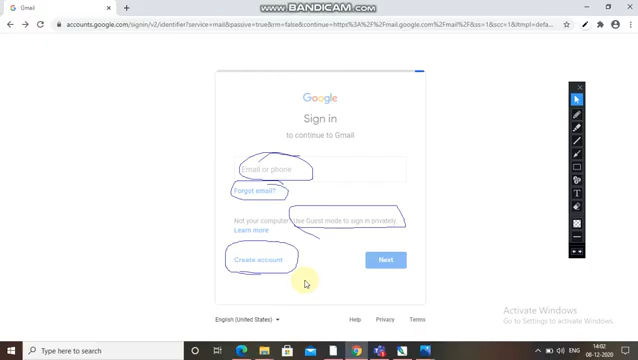 Gmail
www.BANDICAM.com
accounts.google.com/signin/v2/identifier?service=mail&passive=true&rm=false&continue=https%3A%2F%2Fmail.google.com%2Fmail%2F&ss=1&scc=1&ltmpl=defa...
Google
Sign in
to continue to Gmail
Email or phone
Forgot email?
Not your computer? Use Guest mode to sign in privately.
Learn more
Create account
Next
English (United States)
Help
Privacy
Terms
Activate Windows
Go to Settings to activate Windows.
Type here to search
ENG
14:02
08-12-2020